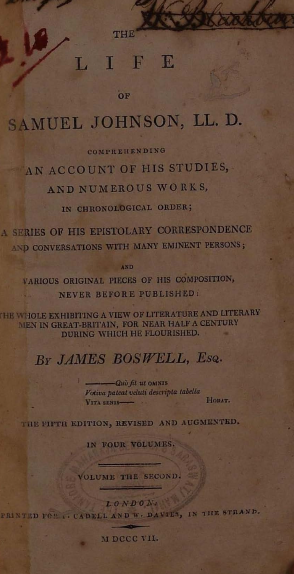 THE
LIFE
OF
SAMUEL JOHNSON, LL. D.
COMPREHENDING
AN ACCOUNT OF HIS STUDIES,
AND NUMEROUS WORKS,
IN CHRONOLOGICAL ORDER;
A SERIES OF HIS EPISTOLARY CORRESPONDENCE
AND CONVERSATIONS WITH MANY EMINENT PERSONS;
AND
VARIOUS ORIGINAL PIECES OF HIS COMPOSITION,
NEVER BEFORE PUBLISHED:
THE WHOLE EXHIBITING A VIEW OF LITERATURE AND LITERARY
MEN IN GREAT-BRITAIN, FOR NEAR HALF A CENTURY
DURING WHICH HE FLOURISHED.
By JAMES BOSWELL, Esq.
Quò fit ut OMNIS
Votiva pateat veluti descripta tabella
VITA SENIS— HORAT.
THE FIFTH EDITION, REVISED AND AUGMENTED.
IN FOUR VOLUMES.
VOLUME THE SECOND.
LONDON,
PRINTED FOR T. CADELL AND W. DAVIES, IN THE STRAND.
M DCCC VII.